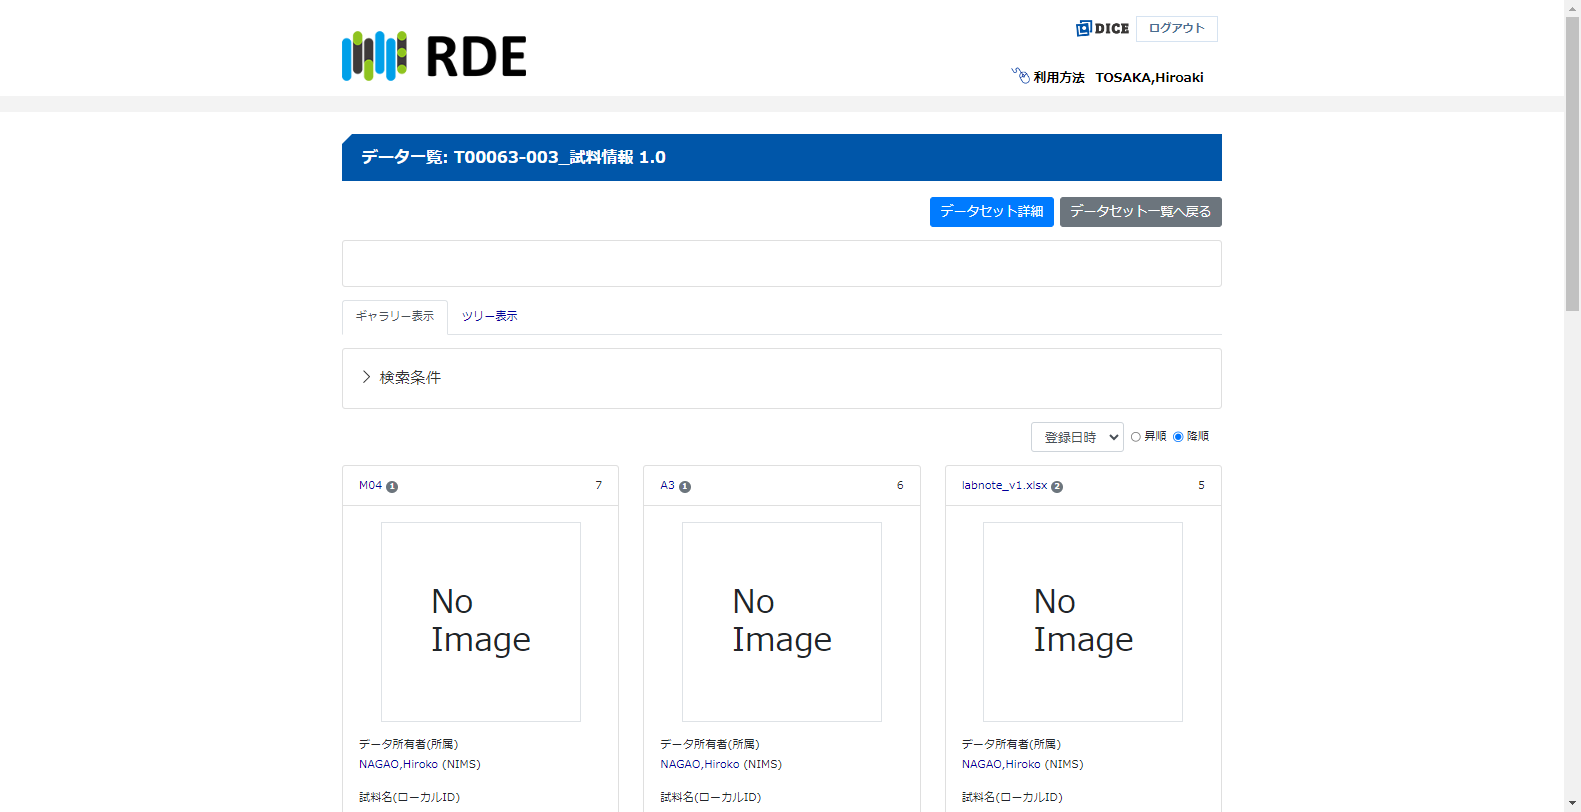 RDE
DICE
ログアウト
利用方法 TOSAKA,Hiroaki
データ一覧: T00063-003_試料情報 1.0
データセット詳細
データセット一覧へ戻る
ギャラリー表示 ツリー表示
検索条件
登録日時 昇順 降順
M04 1 7
A3 1 6
labnote_v1.xlsx 2 5
No
Image
No
Image
No
Image
データ所有者(所属)
NAGAO,Hiroko (NIMS)
試料名(ローカルID)
データ所有者(所属)
NAGAO,Hiroko (NIMS)
試料名(ローカルID)
データ所有者(所属)
NAGAO,Hiroko (NIMS)
試料名(ローカルID)